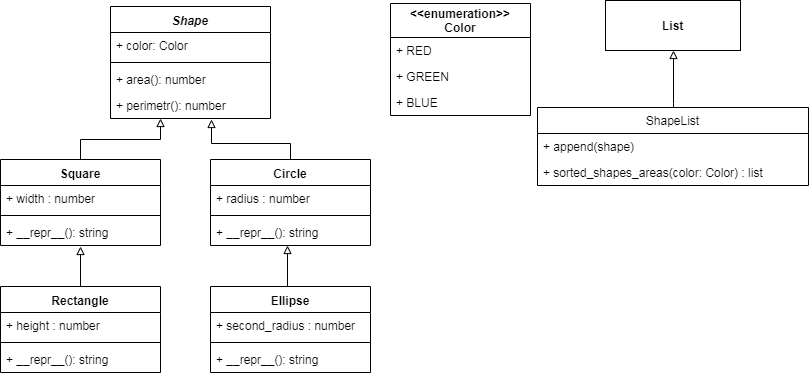 Shape
+ color: Color
+ area(): number
+ perimetr(): number
<<enumeration>>
Color
+ RED
+ GREEN
+ BLUE
List
ShapeList
+ append(shape)
+ sorted_shapes_areas(color: Color) : list
Square
+ width : number
+ __repr__(): string
Circle
+ radius : number
+ __repr__(): string
Rectangle
+ height : number
+ __repr__(): string
Ellipse
+ second_radius : number
+ __repr__(): string